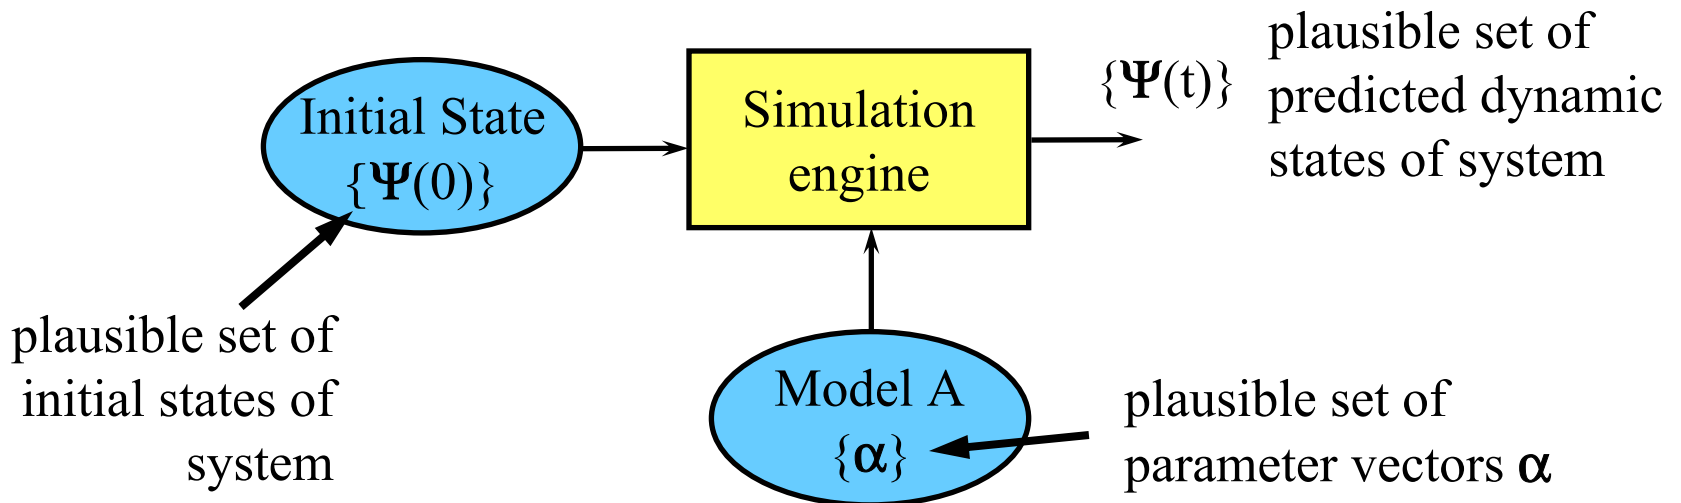 Initial State
{Ψ(0)}
Simulation
engine
{Ψ(t)}
plausible set of
predicted dynamic
states of system
plausible set of
initial states of
system
Model A
{α}
plausible set of
parameter vectors α